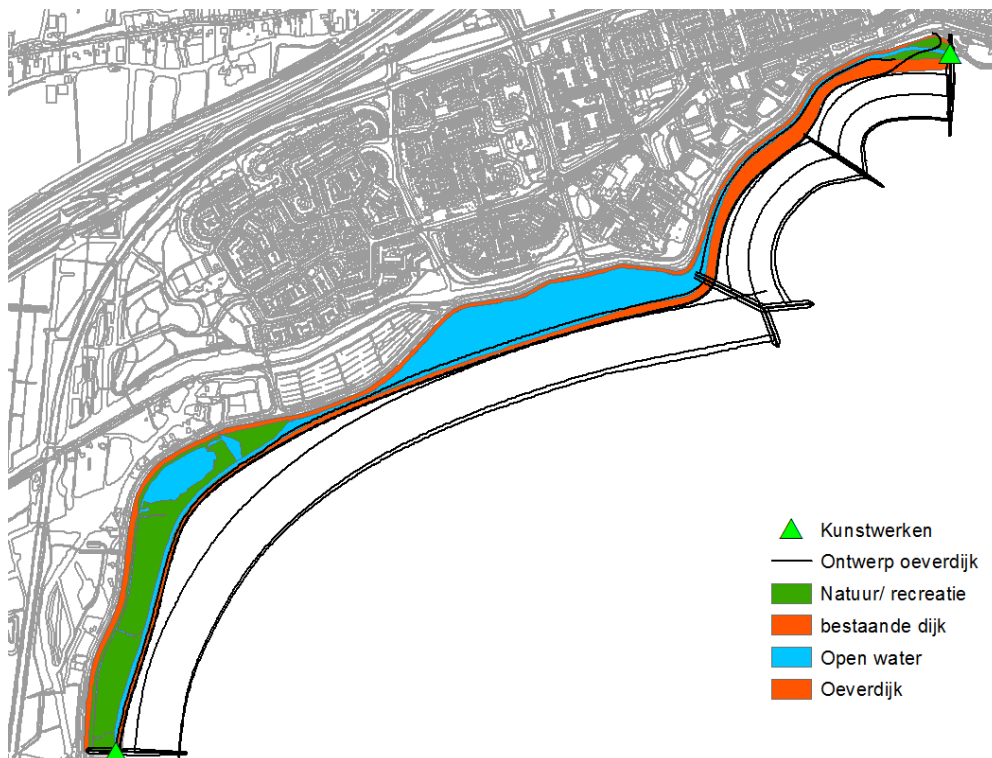 Kunstwerken
Ontwerp oeverdijk
Natuur/ recreatie
bestaande dijk
Open water
Oeverdijk